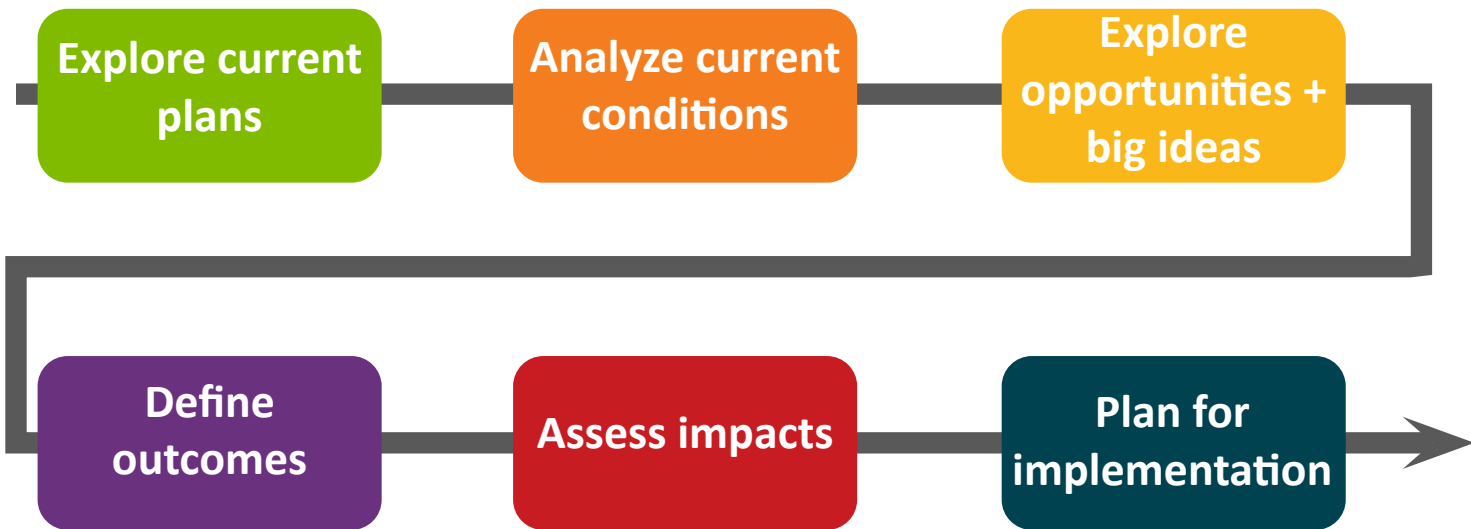 Explore current
plans
Analyze current
conditions
Explore
opportunities +
big ideas
Define
outcomes
Assess impacts
Plan for
implementation